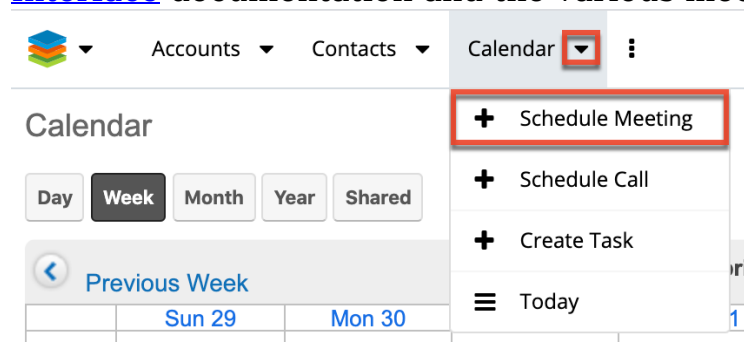 Accounts Contacts Calendar
Calendar
Schedule Meeting
Day Week Month Year Shared
Schedule Call
Create Task
Previous Week
Today
Sun 29 Mon 30